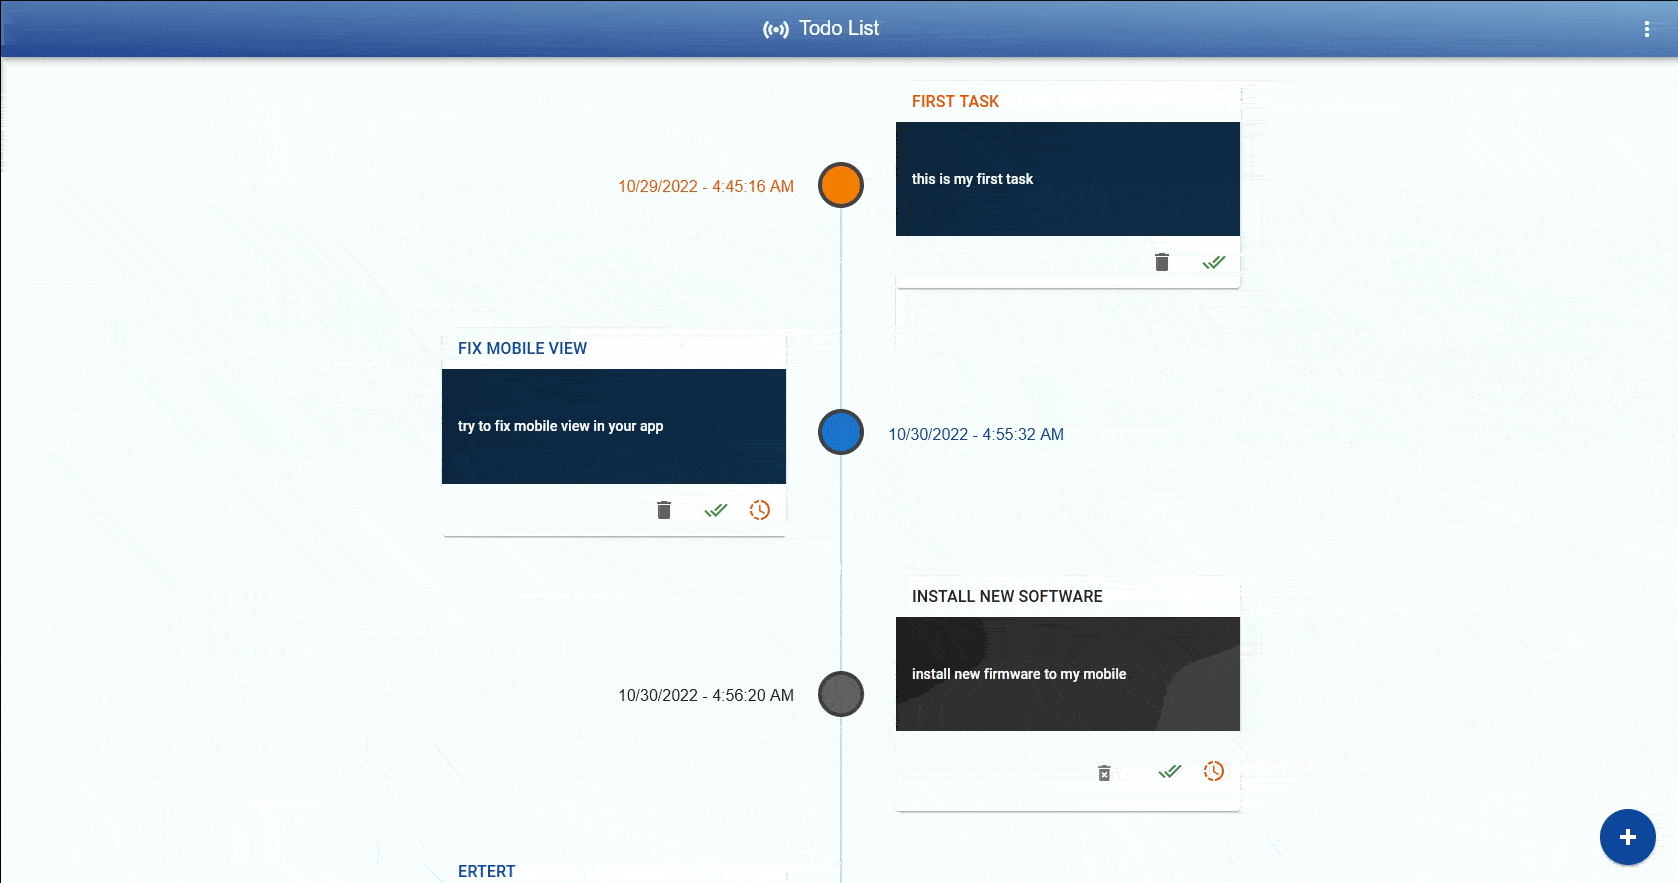 Todo List
FIRST TASK
10/29/2022 - 4:45:16 AM
this is my first task
FIX MOBILE VIEW
try to fix mobile view in your app
10/30/2022 - 4:55:32 AM
INSTALL NEW SOFTWARE
install new firmware to my mobile
10/30/2022 - 4:56:20 AM
ERTERT